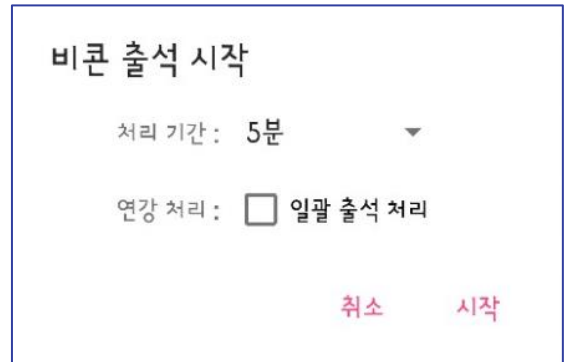 비콘 출석 시작
처리 기간 : 5분
연강 처리 : 일괄 출석 처리
취소 시작